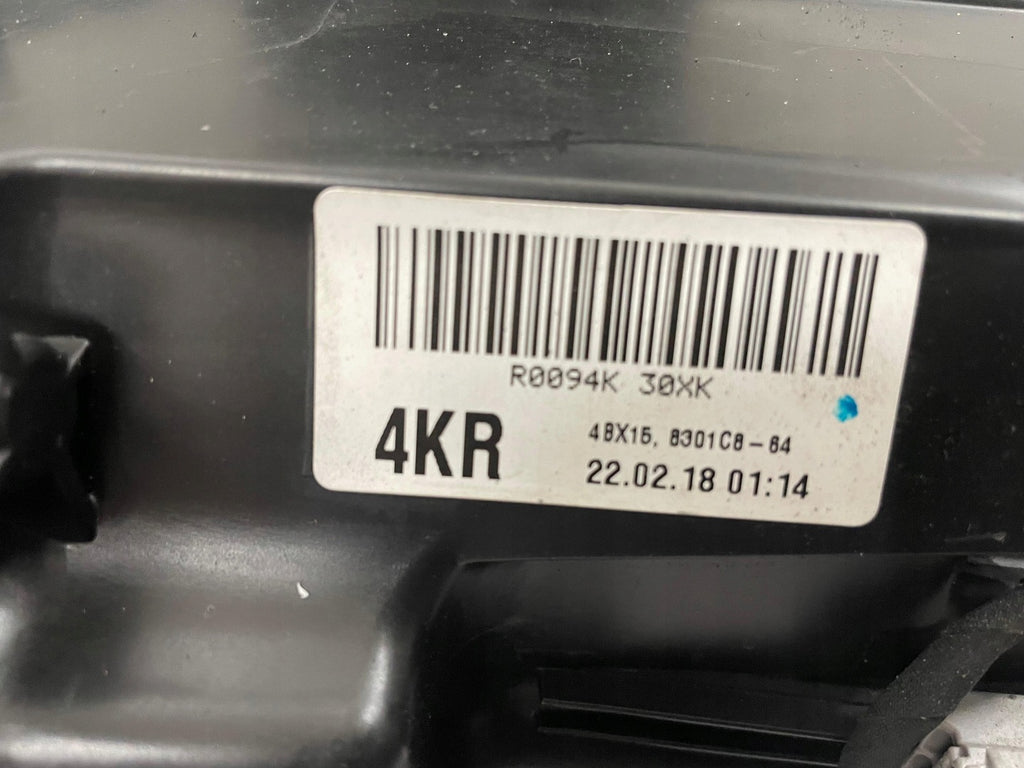 R0094K 30XK
4KR
4BX15, 8301C8-64
22.02.18 01:14